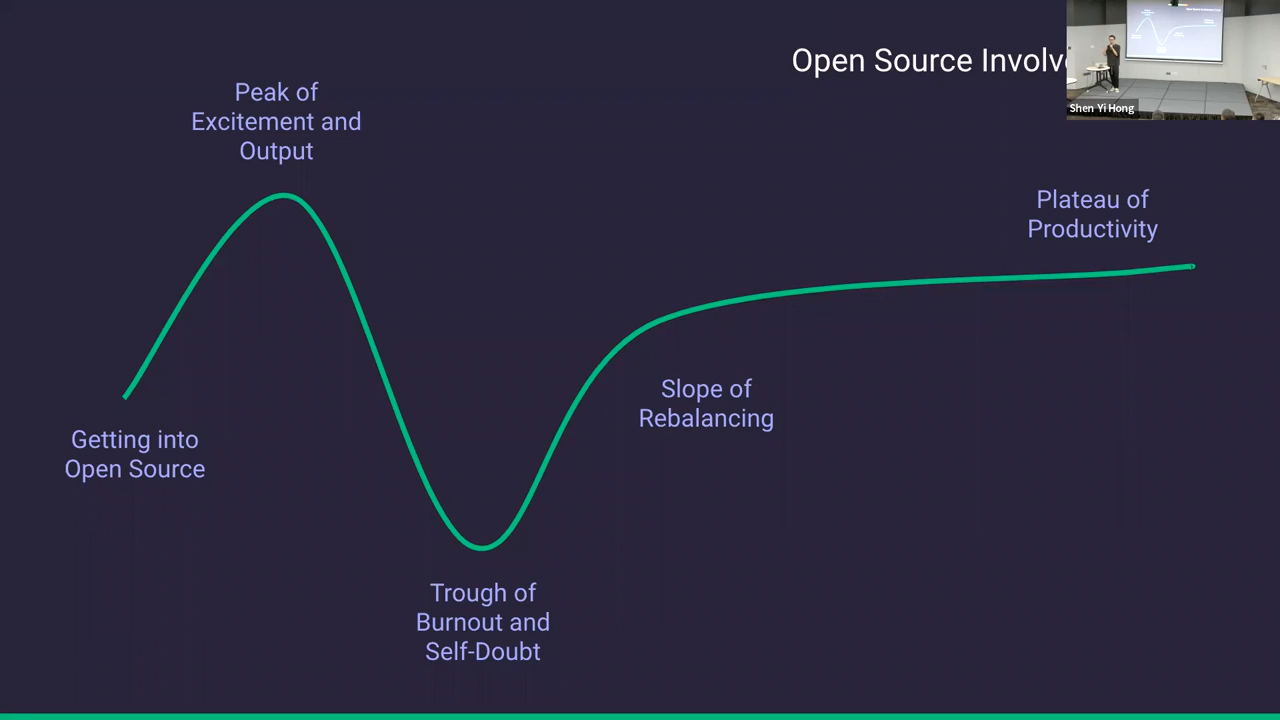 Open Source Involv
Shen Yi Hong
Peak of
Excitement and
Output
Plateau of
Productivity
Slope of
Rebalancing
Getting into
Open Source
Trough of
Burnout and
Self-Doubt